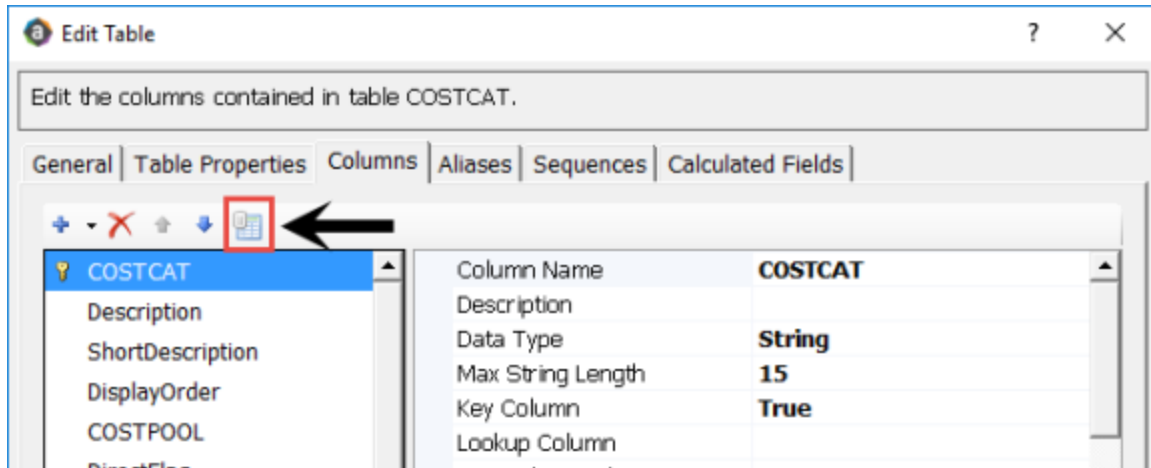 Edit Table
?
Edit the columns contained in table COSTCAT.
General Table Properties Columns Aliases Sequences Calculated Fields
COSTCAT
Description
ShortDescription
DisplayOrder
COSTPOOL
Column Name COSTCAT
Description
Data Type String
Max String Length 15
Key Column True
Lookup Column